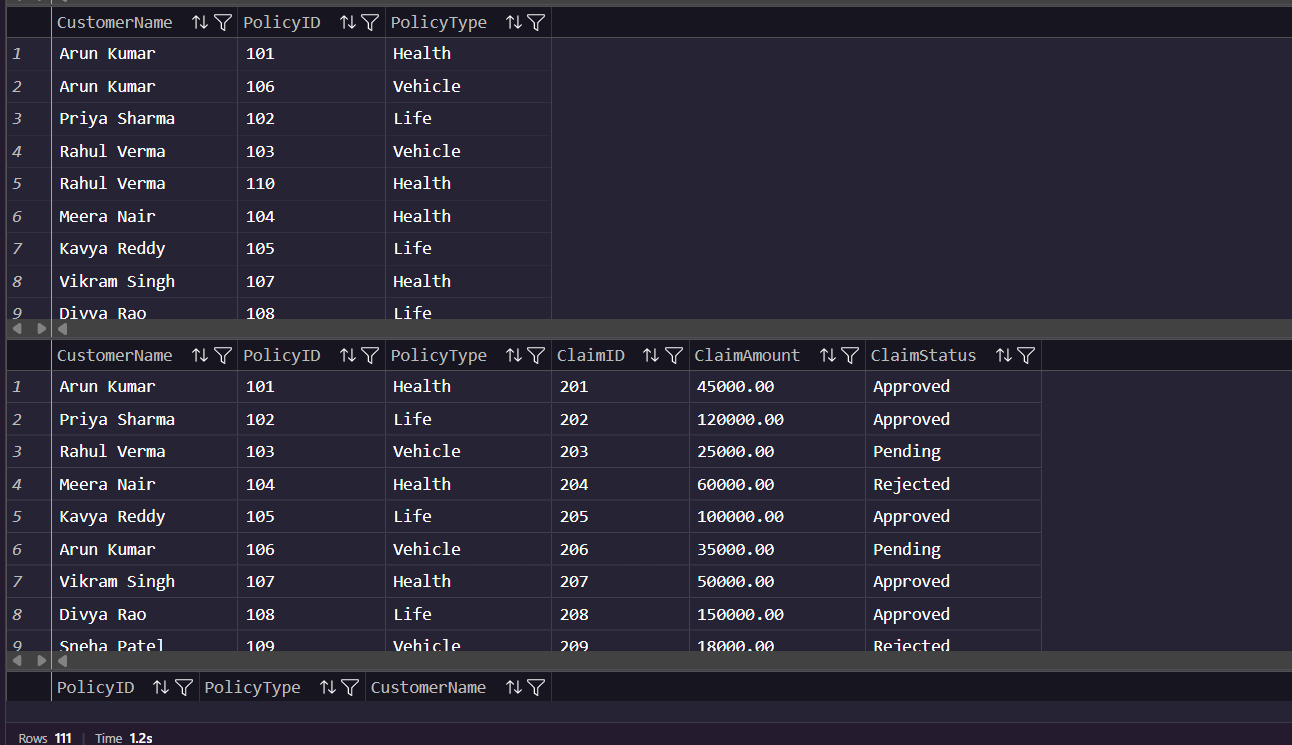 CustomerName PolicyID PolicyType
1 Arun Kumar 101 Health
2 Arun Kumar 106 Vehicle
3 Priya Sharma 102 Life
4 Rahul Verma 103 Vehicle
5 Rahul Verma 110 Health
6 Meera Nair 104 Health
7 Kavya Reddy 105 Life
8 Vikram Singh 107 Health
9 Divya Rao 108 Life
CustomerName PolicyID PolicyType ClaimID ClaimAmount ClaimStatus
1 Arun Kumar 101 Health 201 45000.00 Approved
2 Priya Sharma 102 Life 202 120000.00 Approved
3 Rahul Verma 103 Vehicle 203 25000.00 Pending
4 Meera Nair 104 Health 204 60000.00 Rejected
5 Kavya Reddy 105 Life 205 100000.00 Approved
6 Arun Kumar 106 Vehicle 206 35000.00 Pending
7 Vikram Singh 107 Health 207 50000.00 Approved
8 Divya Rao 108 Life 208 150000.00 Approved
9 Sneha Patel 109 Vehicle 209 18000.00 Rejected
PolicyID PolicyType CustomerName
Rows 111 Time 1.2s